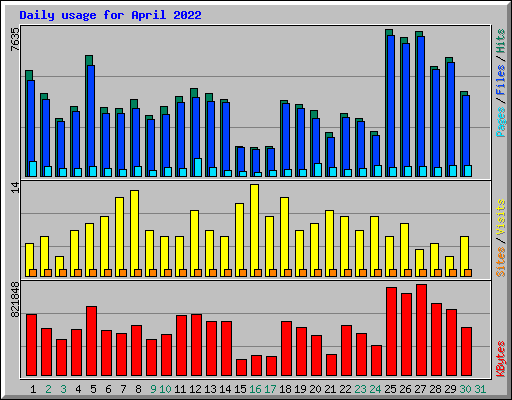 Daily usage for April 2022
7635
Pages / Files / Hits
14
Sites / Visits
821848
KBytes
1 2 3 4 5 6 7 8 9 10 11 12 13 14 15 16 17 18 19 20 21 22 23 24 25 26 27 28 29 30 31